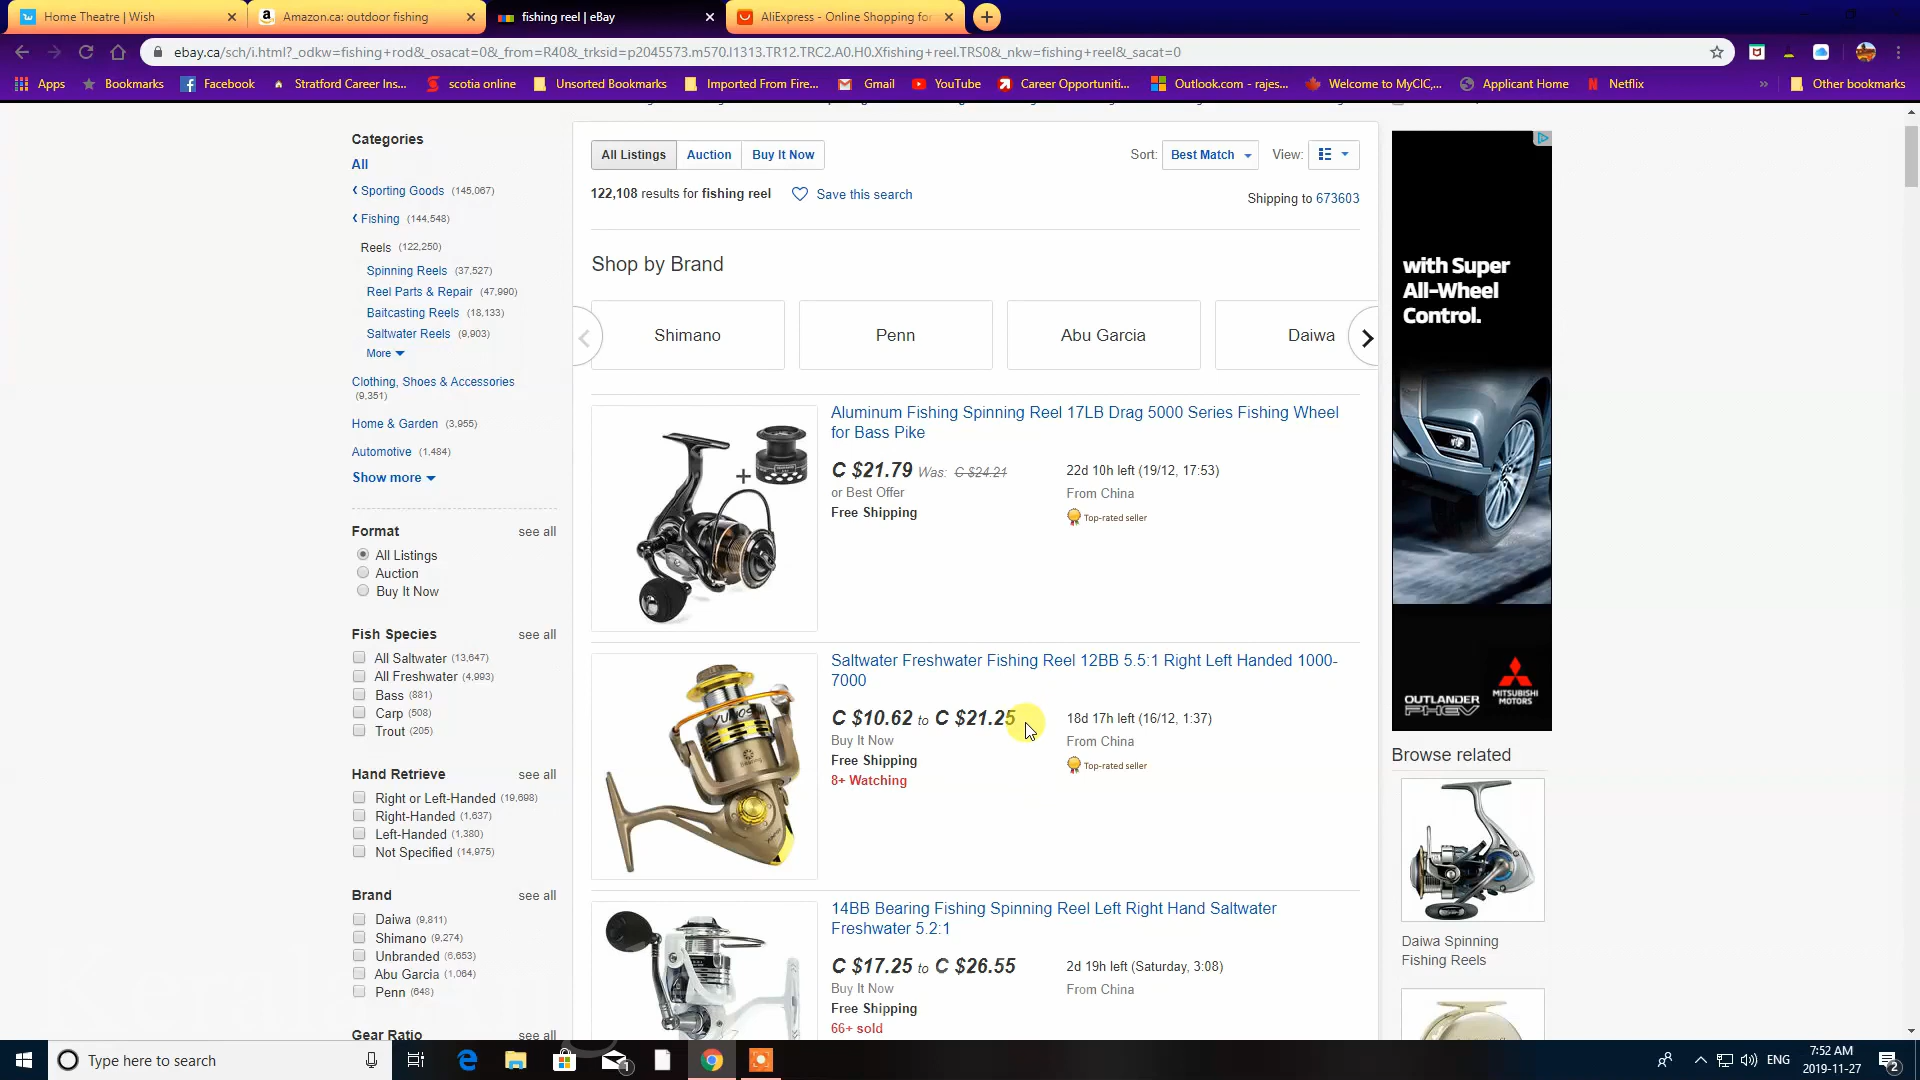 Home Theatre | Wish
Amazon.ca: outdoor fishing
fishing reel | eBay
AliExpress - Online Shopping for
ebay.ca/sch/i.html?_odkw=fishing+rod&_osacat=0&_from=R40&_trksid=p2045573.m570.l1313.TR12.TRC2.A0.H0.Xfishing+reel.TRS0&_nkw=fishing+reel&_sacat=0
Apps
Bookmarks
Facebook
Stratford Career Ins...
scotia online
Unsorted Bookmarks
Imported From Fire...
Gmail
YouTube
Career Opportuniti...
Outlook.com - rajes...
Welcome to MyCIC,...
Applicant Home
Netflix
»
Other bookmarks
Categories
All
Sporting Goods (145,067)
Fishing (144,548)
Reels (122,250)
Spinning Reels (37,527)
Reel Parts & Repair (47,990)
Baitcasting Reels (18,133)
Saltwater Reels (9,903)
More
Clothing, Shoes & Accessories
(9,351)
Home & Garden (3,955)
Automotive (1,484)
Show more
Format see all
All Listings
Auction
Buy It Now
Fish Species see all
All Saltwater (13,647)
All Freshwater (4,993)
Bass (881)
Carp (508)
Trout (205)
Hand Retrieve see all
Right or Left-Handed (19,698)
Right-Handed (1,637)
Left-Handed (1,380)
Not Specified (14,975)
Brand see all
Daiwa (9,811)
Shimano (9,274)
Unbranded (6,653)
Abu Garcia (1,064)
Penn (648)
Gear Ratio see all
All Listings Auction Buy It Now
Sort: Best Match View:
122,108 results for fishing reel Save this search
Shipping to 673603
Shop by Brand
Shimano Penn Abu Garcia Daiwa
Aluminum Fishing Spinning Reel 17LB Drag 5000 Series Fishing Wheel
for Bass Pike
C $21.79 Was: C $24.21 22d 10h left (19/12, 17:53)
or Best Offer From China
Free Shipping Top-rated seller
Saltwater Freshwater Fishing Reel 12BB 5.5:1 Right Left Handed 1000-
7000
C $10.62 to C $21.25 18d 17h left (16/12, 1:37)
Buy It Now From China
Free Shipping Top-rated seller
8+ Watching
YUMOSHI
14BB Bearing Fishing Spinning Reel Left Right Hand Saltwater
Freshwater 5.2:1
C $17.25 to C $26.55 2d 19h left (Saturday, 3:08)
Buy It Now From China
Free Shipping
66+ sold
with Super
All-Wheel
Control.
OUTLANDER
PHEV
MITSUBISHI
MOTORS
Browse related
Daiwa Spinning
Fishing Reels
Type here to search
1
ENG
7:52 AM
2019-11-27
2